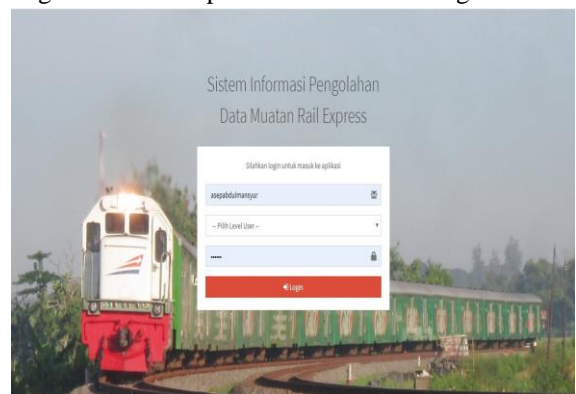 Sistem Informasi Pengolahan
Data Muatan Rail Express
Silahkan login untuk masuk ke aplikasi
asepabdulmansyur
-- Pilih Level User --
•••••
Login